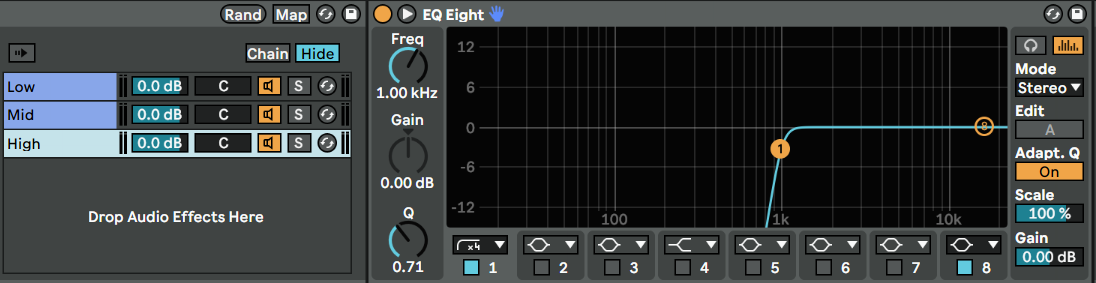 Rand Map
EQ Eight
Chain Hide
Low 0.0 dB C S
Mid 0.0 dB C S
High 0.0 dB C S
Drop Audio Effects Here
Freq
1.00 kHz
Gain
0.00 dB
Q
0.71
12
6
0
-6
-12
100 1k 10k
1
8
x4
1 2 3 4 5 6 7 8
Mode
Stereo
Edit
A
Adapt. Q
On
Scale
100 %
Gain
0.00 dB